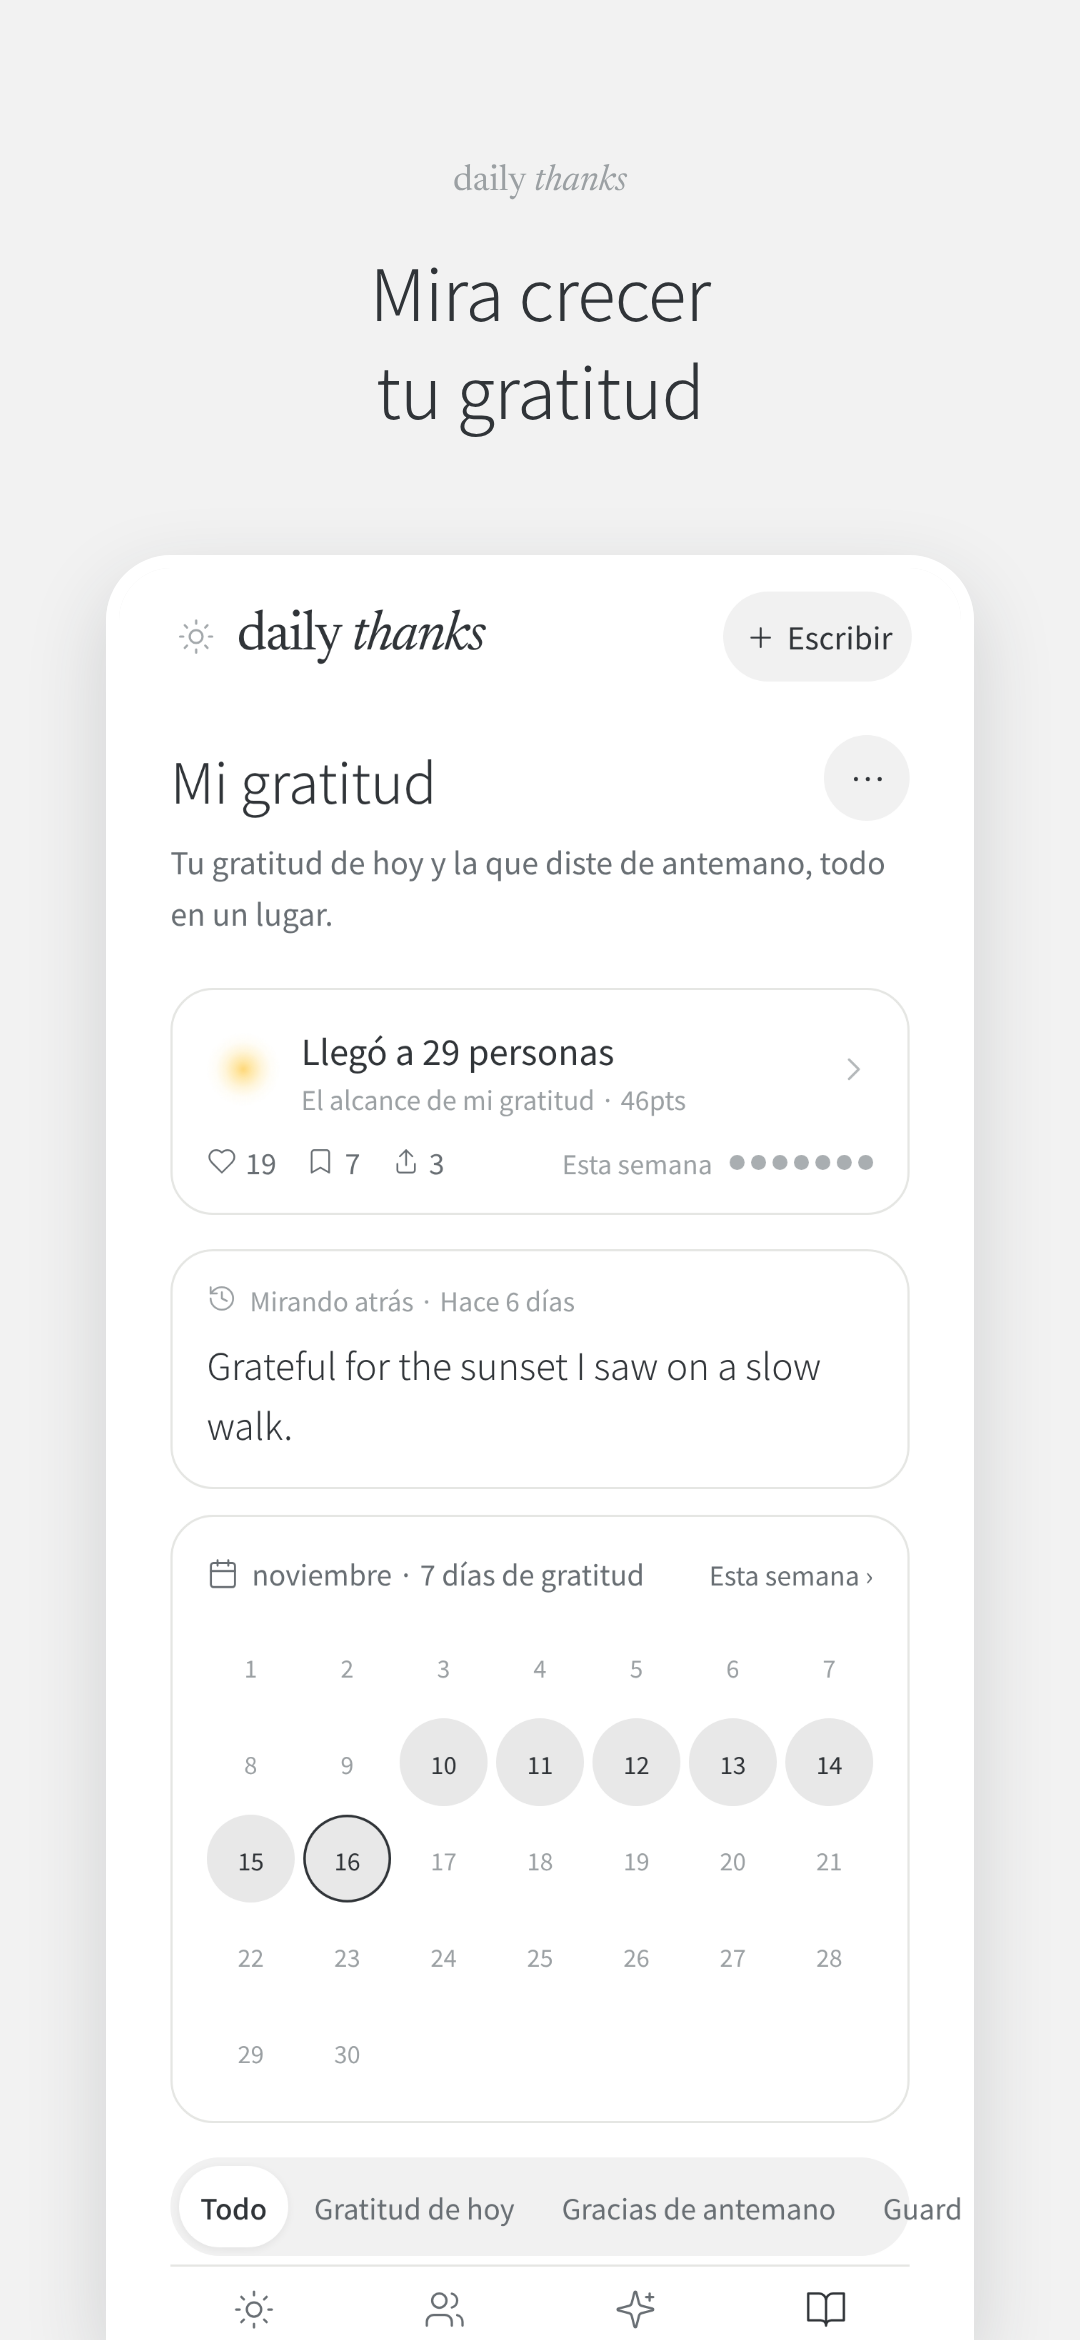 daily thanks
Mira crecer
tu gratitud
daily thanks
+ Escribir
Mi gratitud
...
Tu gratitud de hoy y la que diste de antemano, todo
en un lugar.
Llegó a 29 personas
El alcance de mi gratitud · 46pts
19 7 3 Esta semana
Mirando atrás · Hace 6 días
Grateful for the sunset I saw on a slow
walk.
noviembre · 7 días de gratitud Esta semana ›
1 2 3 4 5 6 7
8 9 10 11 12 13 14
15 16 17 18 19 20 21
22 23 24 25 26 27 28
29 30
Todo Gratitud de hoy Gracias de antemano Guard